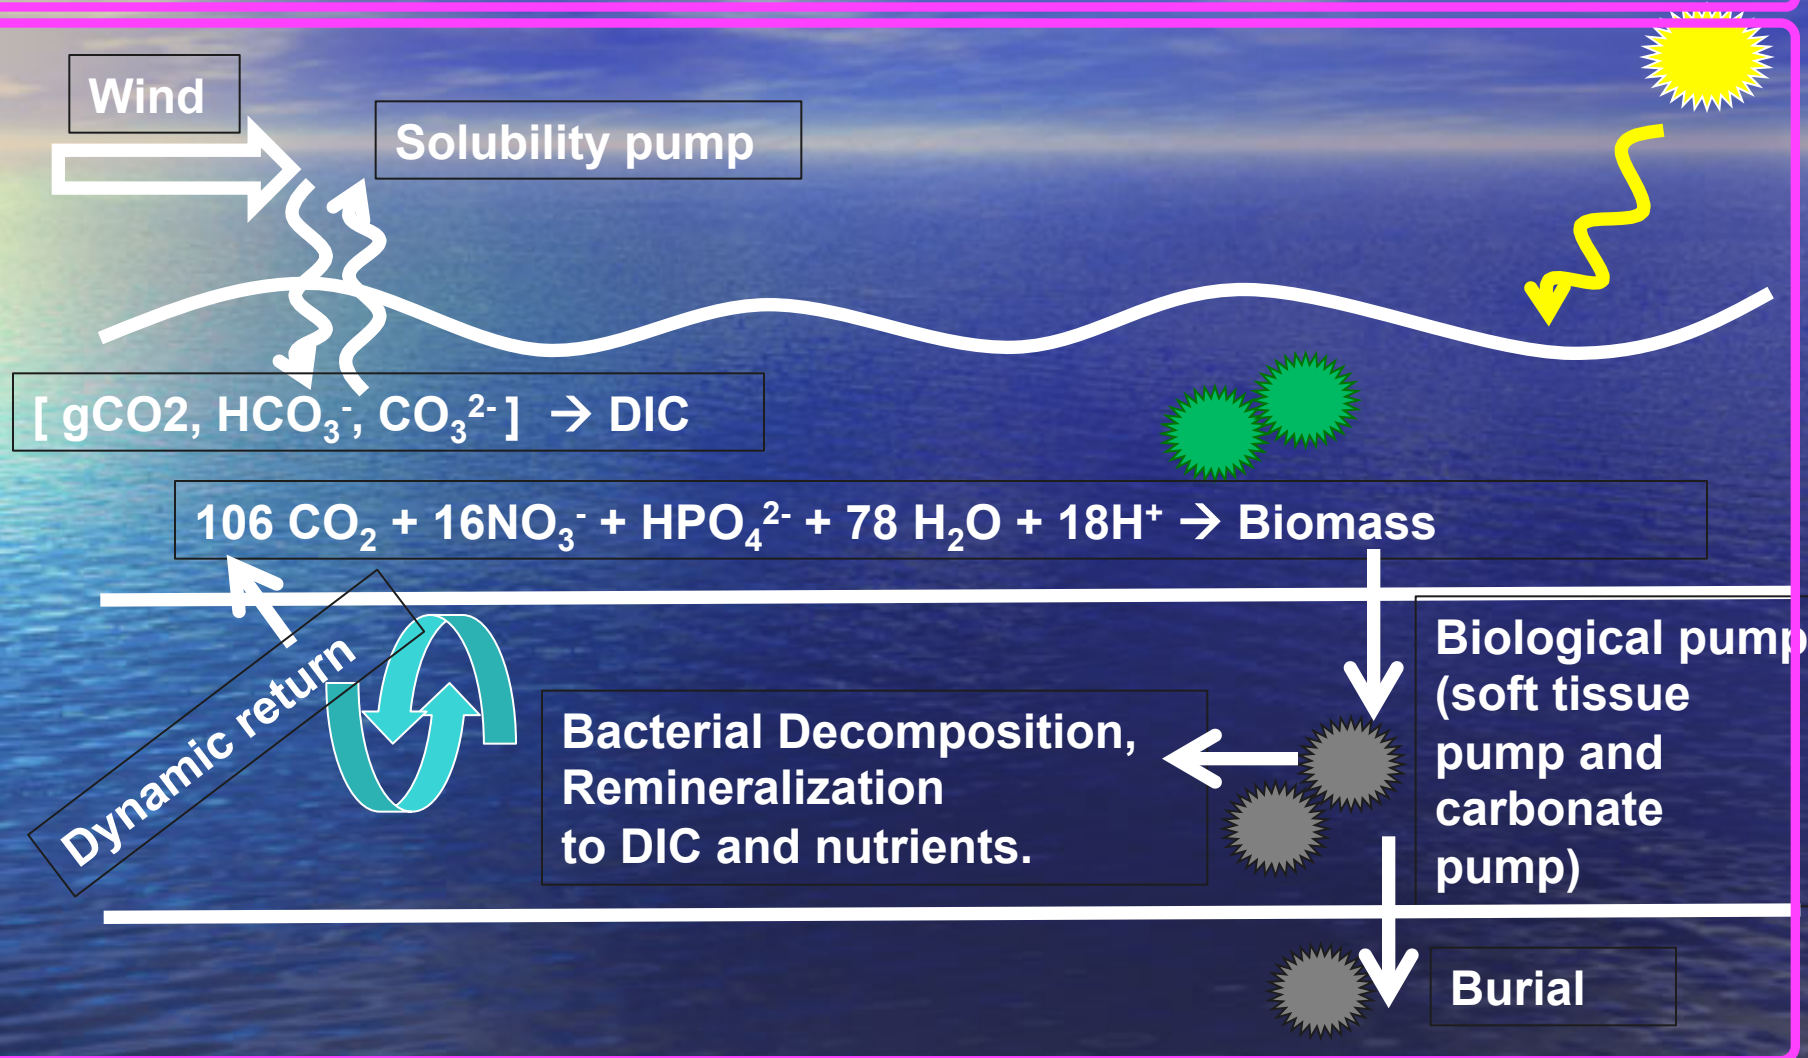 Wind
Solubility pump
[ gCO2, HCO₃⁻, CO₃²⁻ ] → DIC
106 CO₂ + 16NO₃⁻ + HPO₄²⁻ + 78 H₂O + 18H⁺ → Biomass
Dynamic return
Bacterial Decomposition,
Remineralization
to DIC and nutrients.
Biological pump
(soft tissue
pump and
carbonate
pump)
Burial